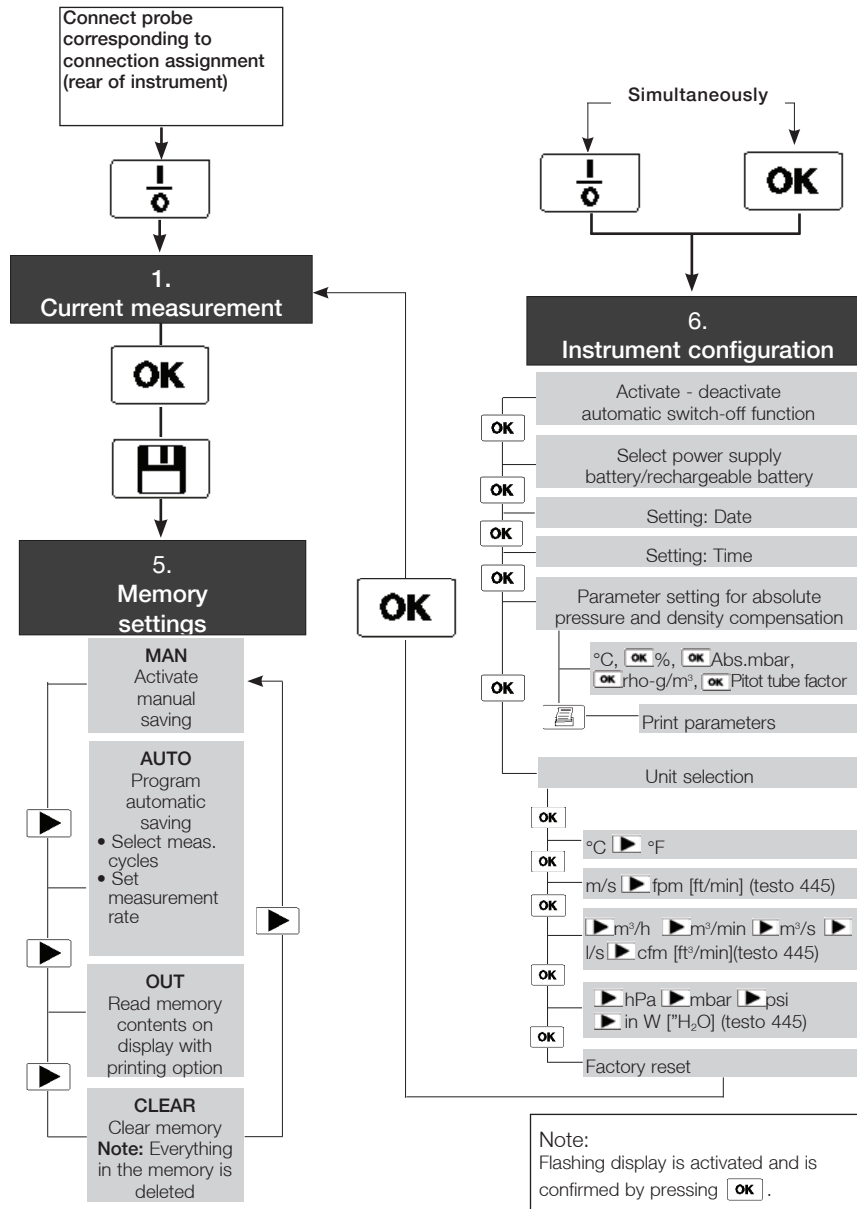 Connect probe
corresponding to
connection assignment
(rear of instrument)
I
0
1.
Current measurement
OK
5.
Memory
settings
MAN
Activate
manual
saving
AUTO
Program
automatic
saving
• Select meas.
cycles
• Set
measurement
rate
OUT
Read memory
contents on
display with
printing option
CLEAR
Clear memory
Note: Everything
in the memory is
deleted
OK
Simultaneously
I
0
OK
6.
Instrument configuration
Activate - deactivate
automatic switch-off function
OK
Select power supply
battery/rechargeable battery
OK
Setting: Date
OK
Setting: Time
OK
Parameter setting for absolute
pressure and density compensation
°C, OK %, OK Abs.mbar,
OK rho-g/m³, OK Pitot tube factor
OK
Print parameters
Unit selection
OK
°C ▶ °F
OK
m/s ▶ fpm [ft/min] (testo 445)
OK
▶ m³/h ▶ m³/min ▶ m³/s ▶
l/s ▶ cfm [ft³/min](testo 445)
OK
▶ hPa ▶ mbar ▶ psi
▶ in W ["H₂O] (testo 445)
OK
Factory reset
Note:
Flashing display is activated and is
confirmed by pressing OK .